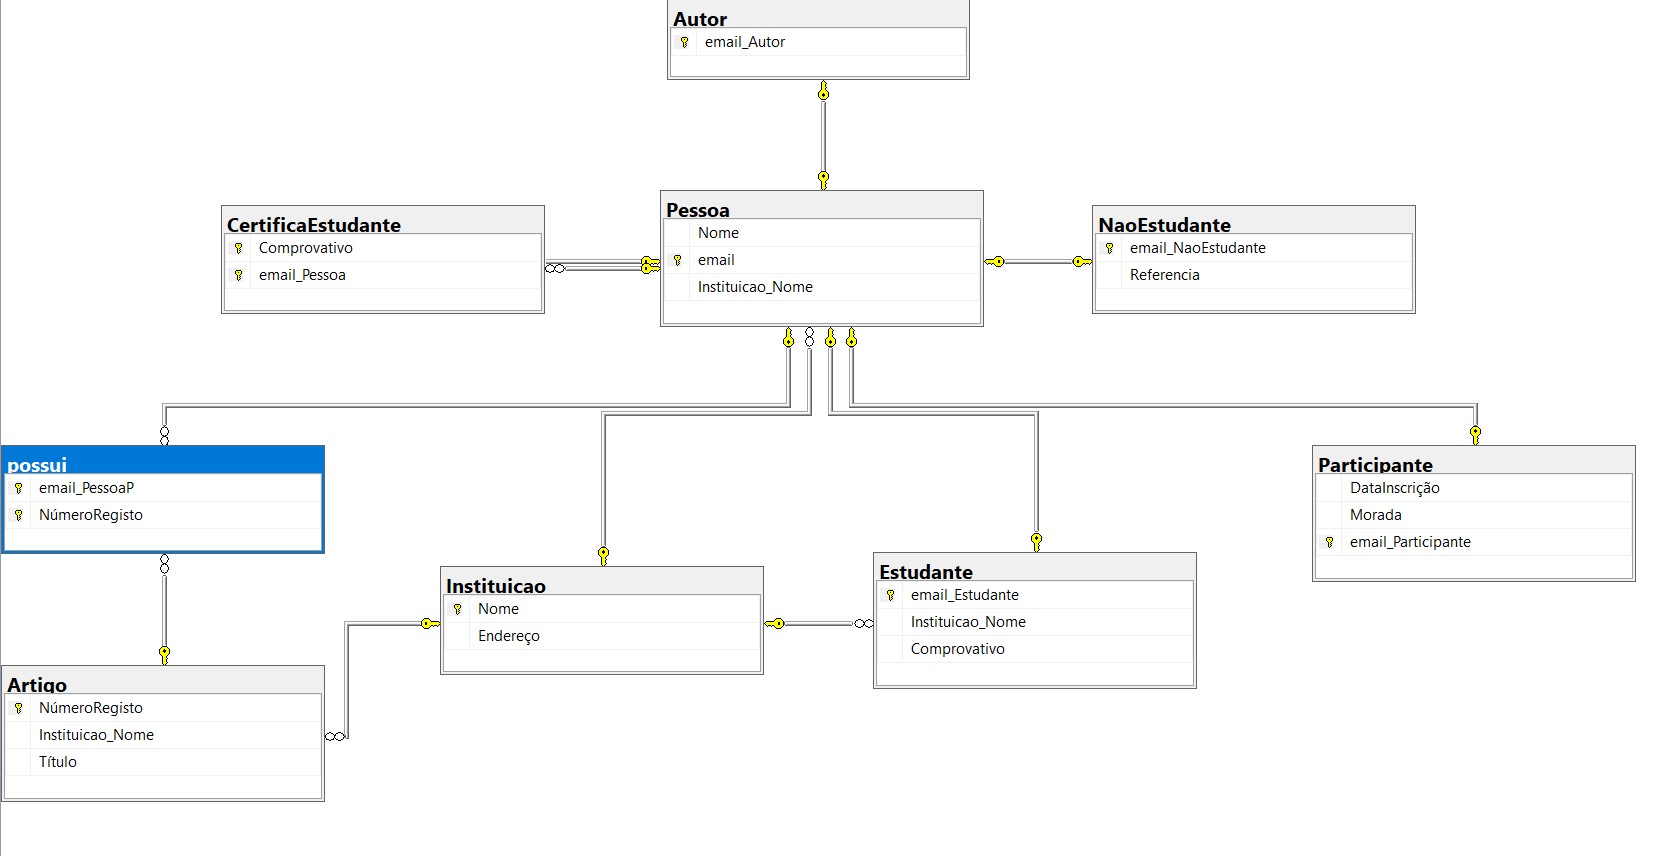 Autor
email_Autor
CertificaEstudante
Comprovativo
email_Pessoa
Pessoa
Nome
email
Instituicao_Nome
NaoEstudante
email_NaoEstudante
Referencia
possui
email_PessoaP
NúmeroRegisto
Participante
DataInscrição
Morada
email_Participante
Instituicao
Nome
Endereço
Estudante
email_Estudante
Instituicao_Nome
Comprovativo
Artigo
NúmeroRegisto
Instituicao_Nome
Título